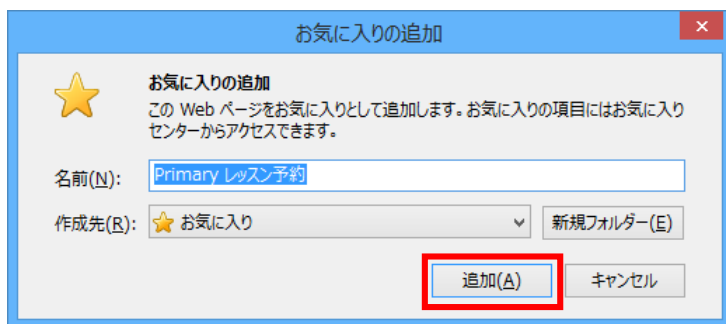 お気に入りの追加
お気に入りの追加
この Web ページをお気に入りとして追加します。お気に入りの項目にはお気に入り
センターからアクセスできます。
名前(N): Primary レッスン予約
作成先(R): お気に入り 新規フォルダー(E)
追加(A) キャンセル